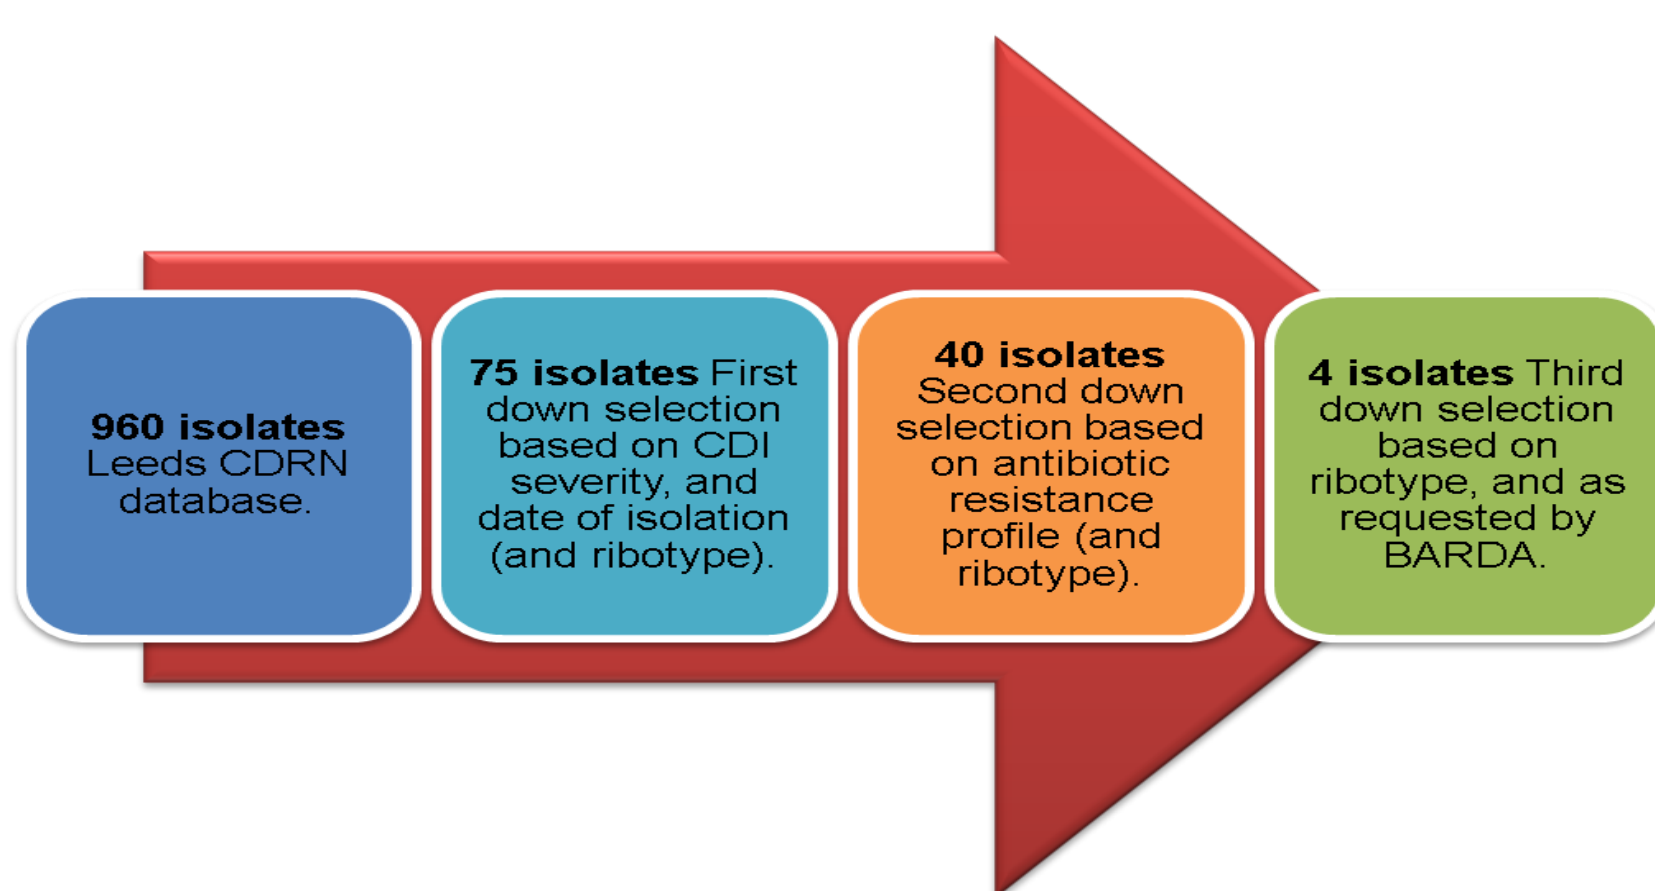 960 isolates
Leeds CDRN
database.
75 isolates First
down selection
based on CDI
severity, and
date of isolation
(and ribotype).
40 isolates
Second down
selection based
on antibiotic
resistance
profile (and
ribotype).
4 isolates Third
down selection
based on
ribotype, and as
requested by
BARDA.